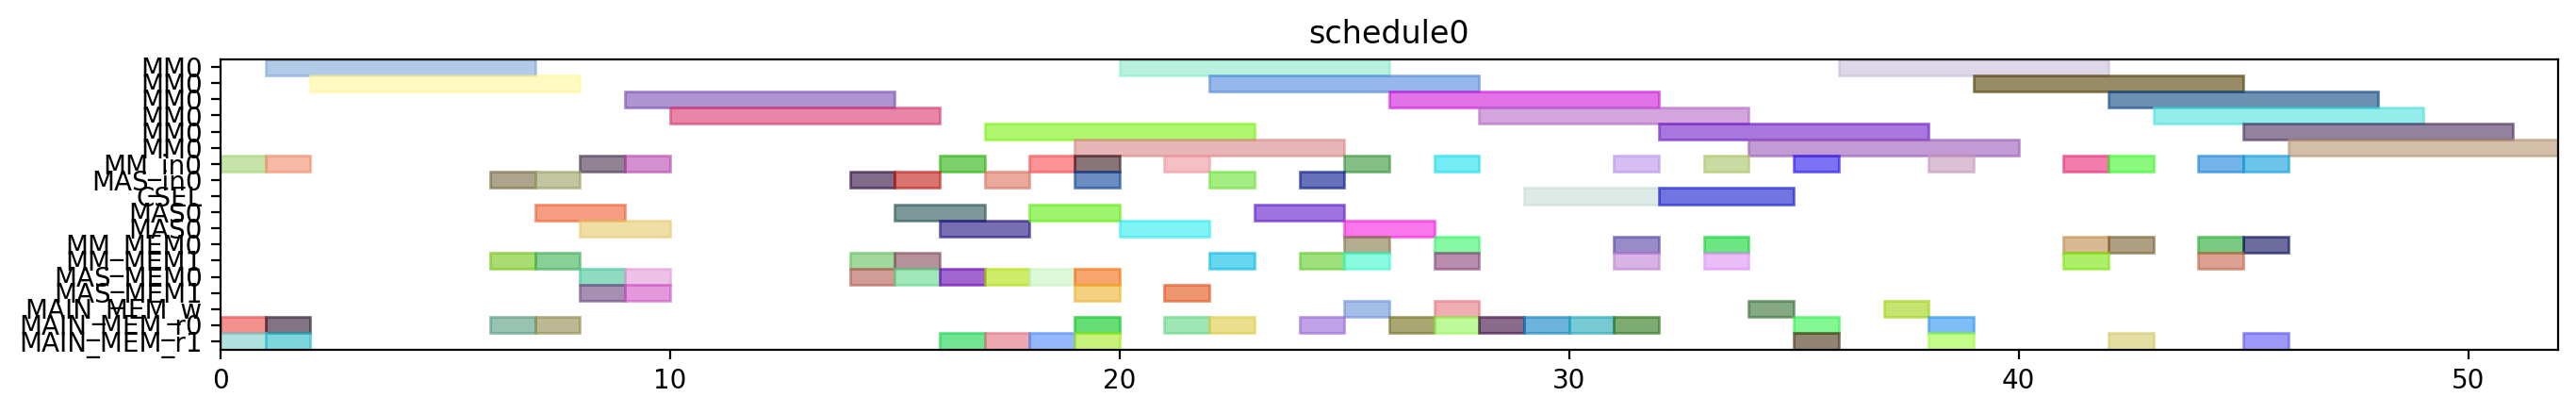 schedule0
MM0
MM0
MM0
MM0
MM0
MM0
MM_in0
MAS_in0
CSEL
MAS0
MAS0
MM_MEM0
MM_MEM1
MAS_MEM0
MAS_MEM1
MAIN_MEM_w
MAIN_MEM_r0
MAIN_MEM_r1
0 10 20 30 40 50